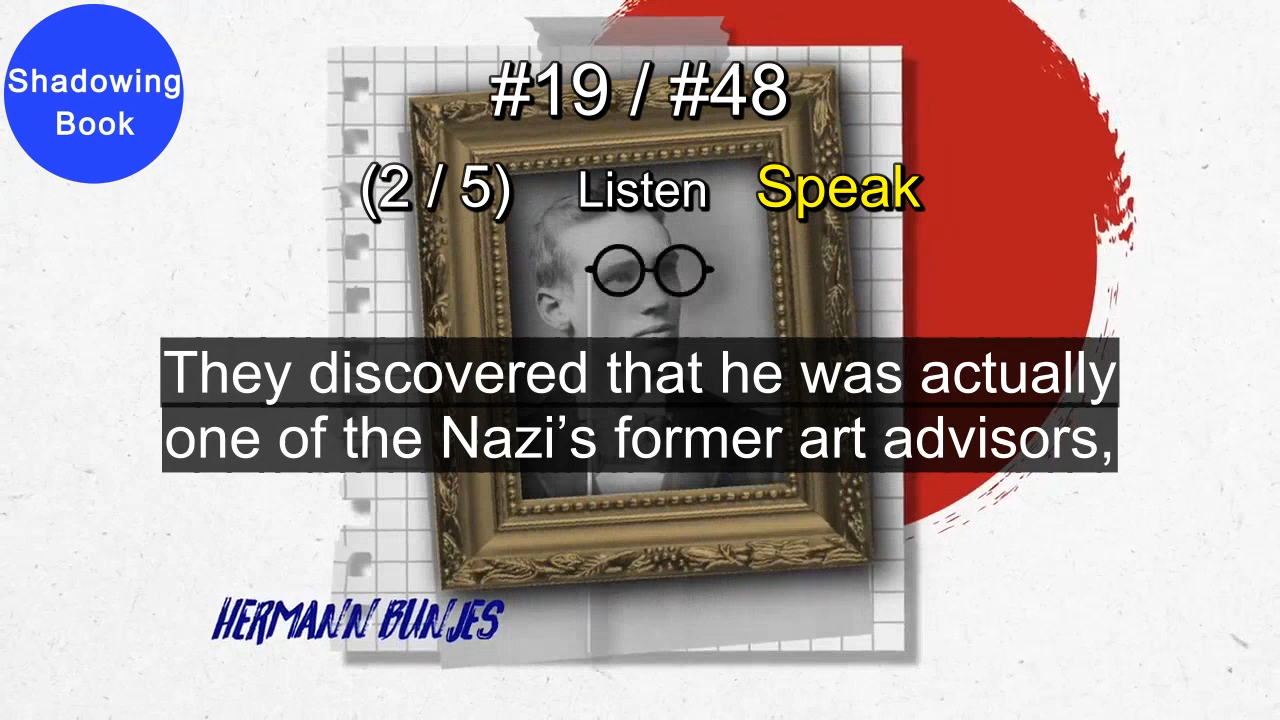 Shadowing
Book
#19 / #48
(2 / 5) Listen Speak
They discovered that he was actually
one of the Nazi’s former art advisors,
HERMANN BUNJES